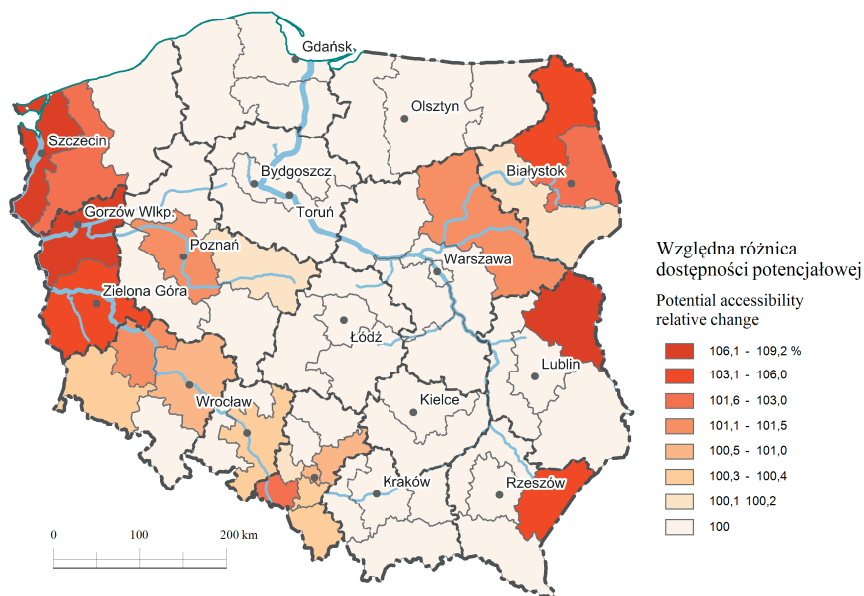 Gdańsk
Olsztyn
Szczecin
Bydgoszcz
Białystok
Toruń
Gorzów Wlkp.
Poznań
Warszawa
Zielona Góra
Łódź
Lublin
Wrocław
Kielce
Kraków
Rzeszów
0 100 200 km
Względna różnica
dostępności potencjałowej
Potential accessibility
relative change
106,1 - 109,2 %
103,1 - 106,0
101,6 - 103,0
101,1 - 101,5
100,5 - 101,0
100,3 - 100,4
100,1 100,2
100